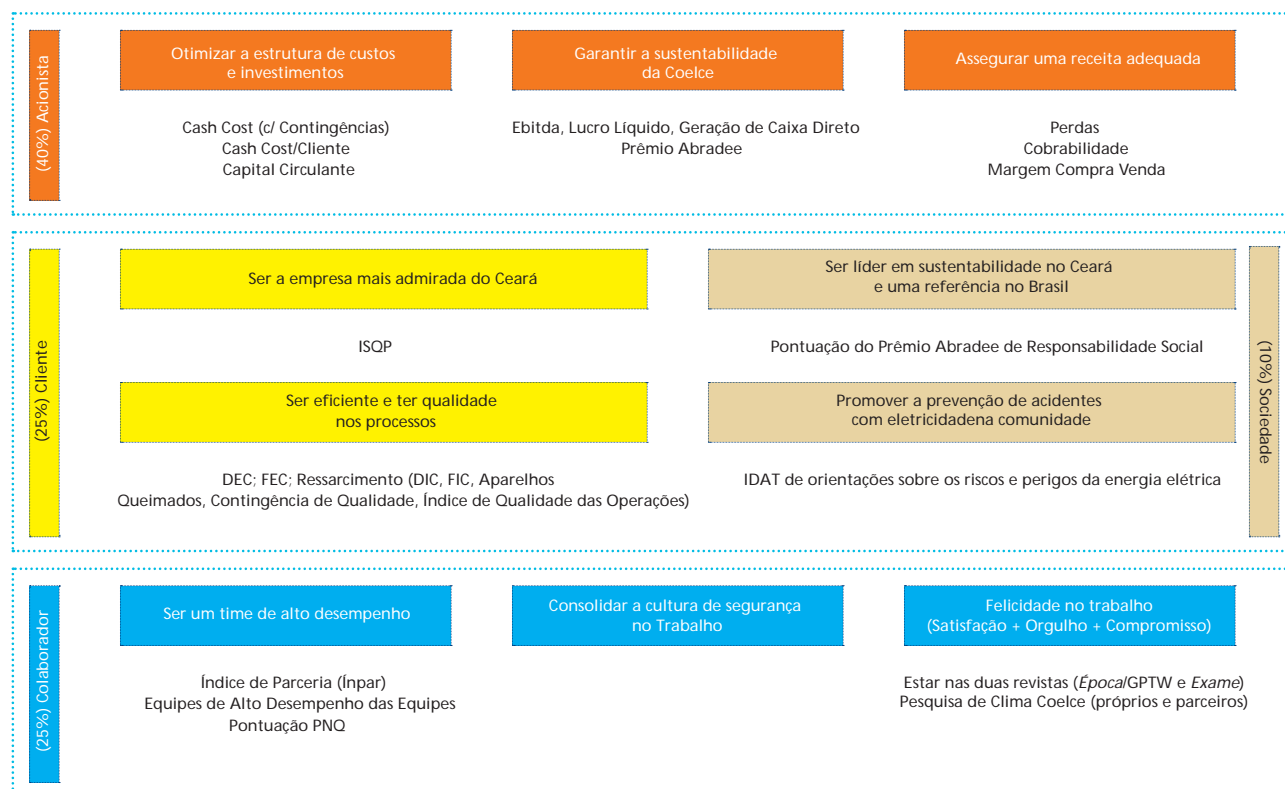 (40%) Acionista
Otimizar a estrutura de custos
e investimentos
Cash Cost (c/ Contingências)
Cash Cost/Cliente
Capital Circulante
Garantir a sustentabilidade
da Coelce
Ebitda, Lucro Líquido, Geração de Caixa Direto
Prêmio Abradee
Assegurar uma receita adequada
Perdas
Cobrabilidade
Margem Compra Venda
(25%) Cliente
Ser a empresa mais admirada do Ceará
ISQP
Ser eficiente e ter qualidade
nos processos
DEC; FEC; Ressarcimento (DIC, FIC, Aparelhos
Queimados, Contingência de Qualidade, Índice de Qualidade das Operações)
Ser líder em sustentabilidade no Ceará
e uma referência no Brasil
Pontuação do Prêmio Abradee de Responsabilidade Social
Promover a prevenção de acidentes
com eletricidadena comunidade
IDAT de orientações sobre os riscos e perigos da energia elétrica
(10%) Sociedade
(25%) Colaborador
Ser um time de alto desempenho
Índice de Parceria (Ínpar)
Equipes de Alto Desempenho das Equipes
Pontuação PNQ
Consolidar a cultura de segurança
no Trabalho
Felicidade no trabalho
(Satisfação + Orgulho + Compromisso)
Estar nas duas revistas (Época/GPTW e Exame)
Pesquisa de Clima Coelce (próprios e parceiros)